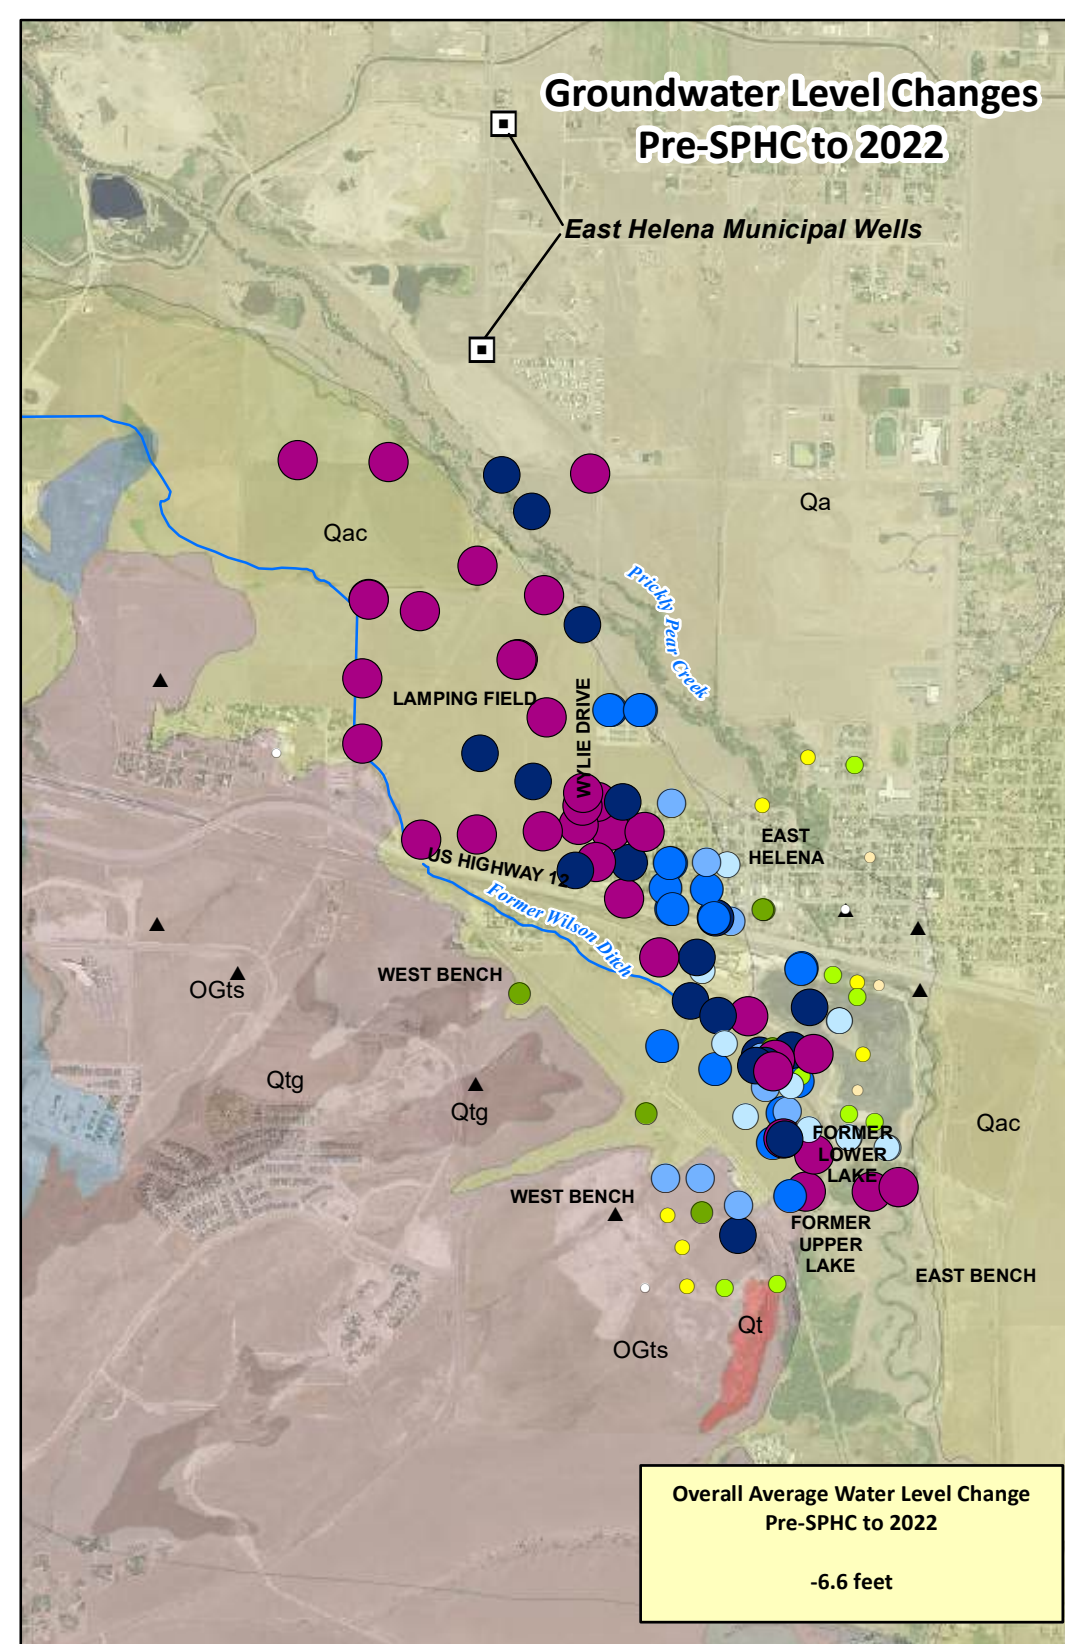 Groundwater Level Changes
Pre-SPHC to 2022
East Helena Municipal Wells
Qa
Qac
Prickly Pear Creek
LAMPING FIELD
WYLIE DRIVE
EAST
HELENA
US HIGHWAY 12
Former Wilson Ditch
WEST BENCH
OGts
Qtg
Qtg
Qac
FORMER
LOWER
LAKE
WEST BENCH
FORMER
UPPER
LAKE
EAST BENCH
Qt
OGts
Overall Average Water Level Change
Pre-SPHC to 2022
-6.6 feet